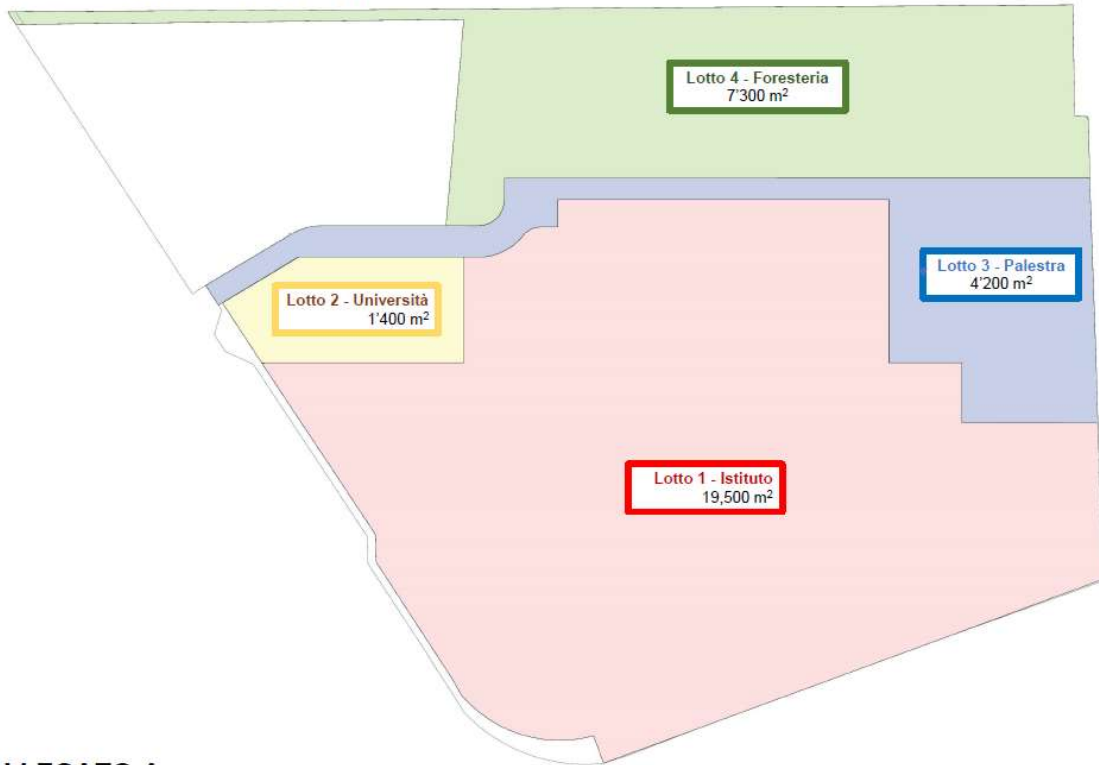 Lotto 4 - Foresteria
7'300 m²
Lotto 3 - Palestra
4'200 m²
Lotto 2 - Università
1'400 m²
Lotto 1 - Istituto
19,500 m²